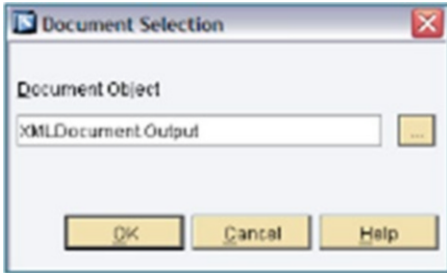 Document Selection
Document Object
XMLDocument.Output
...
OK Cancel Help